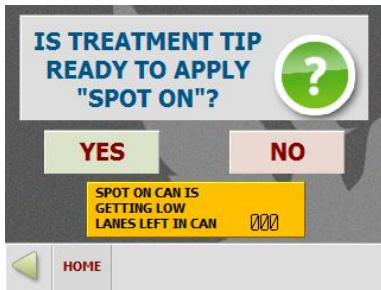 IS TREATMENT TIP
READY TO APPLY
"SPOT ON"?
?
YES NO
SPOT ON CAN IS
GETTING LOW
LANES LEFT IN CAN 000
HOME